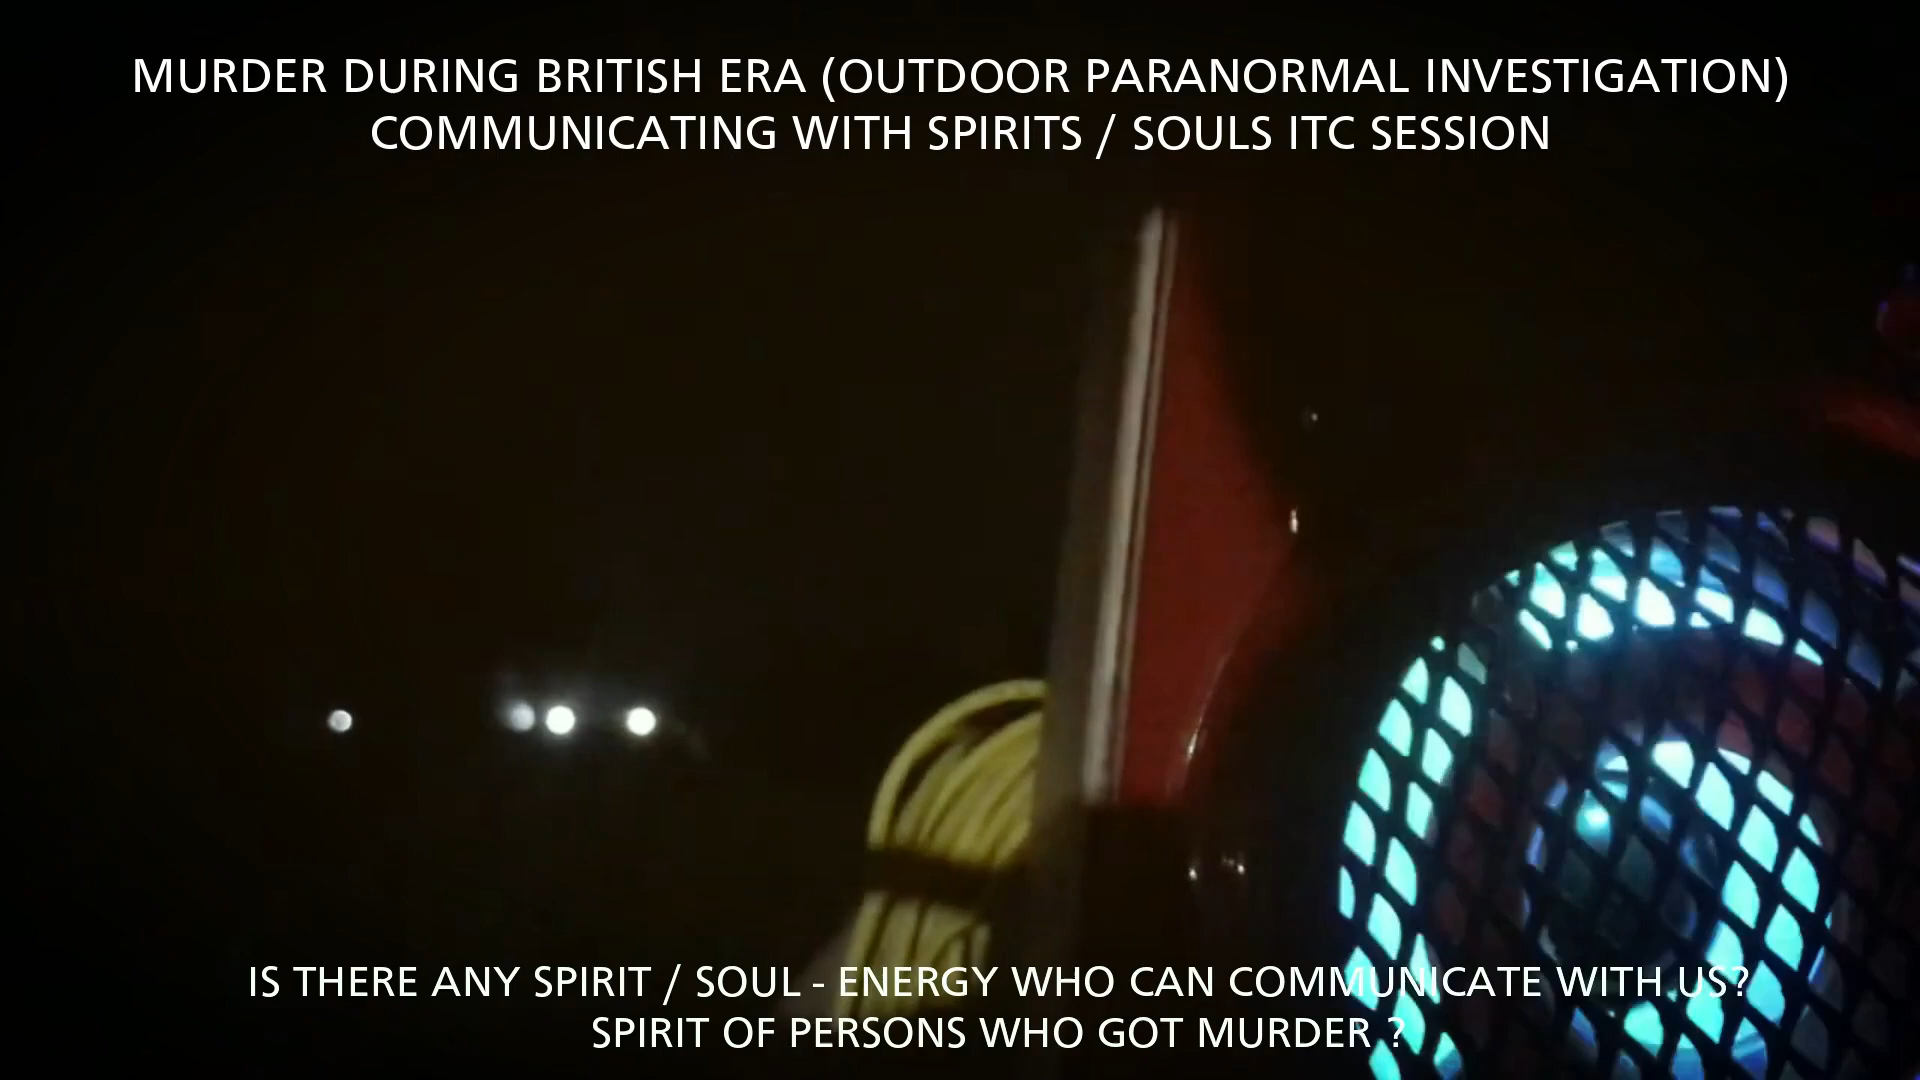 MURDER DURING BRITISH ERA (OUTDOOR PARANORMAL INVESTIGATION)
COMMUNICATING WITH SPIRITS / SOULS ITC SESSION
IS THERE ANY SPIRIT / SOUL - ENERGY WHO CAN COMMUNICATE WITH US?
SPIRIT OF PERSONS WHO GOT MURDER ?